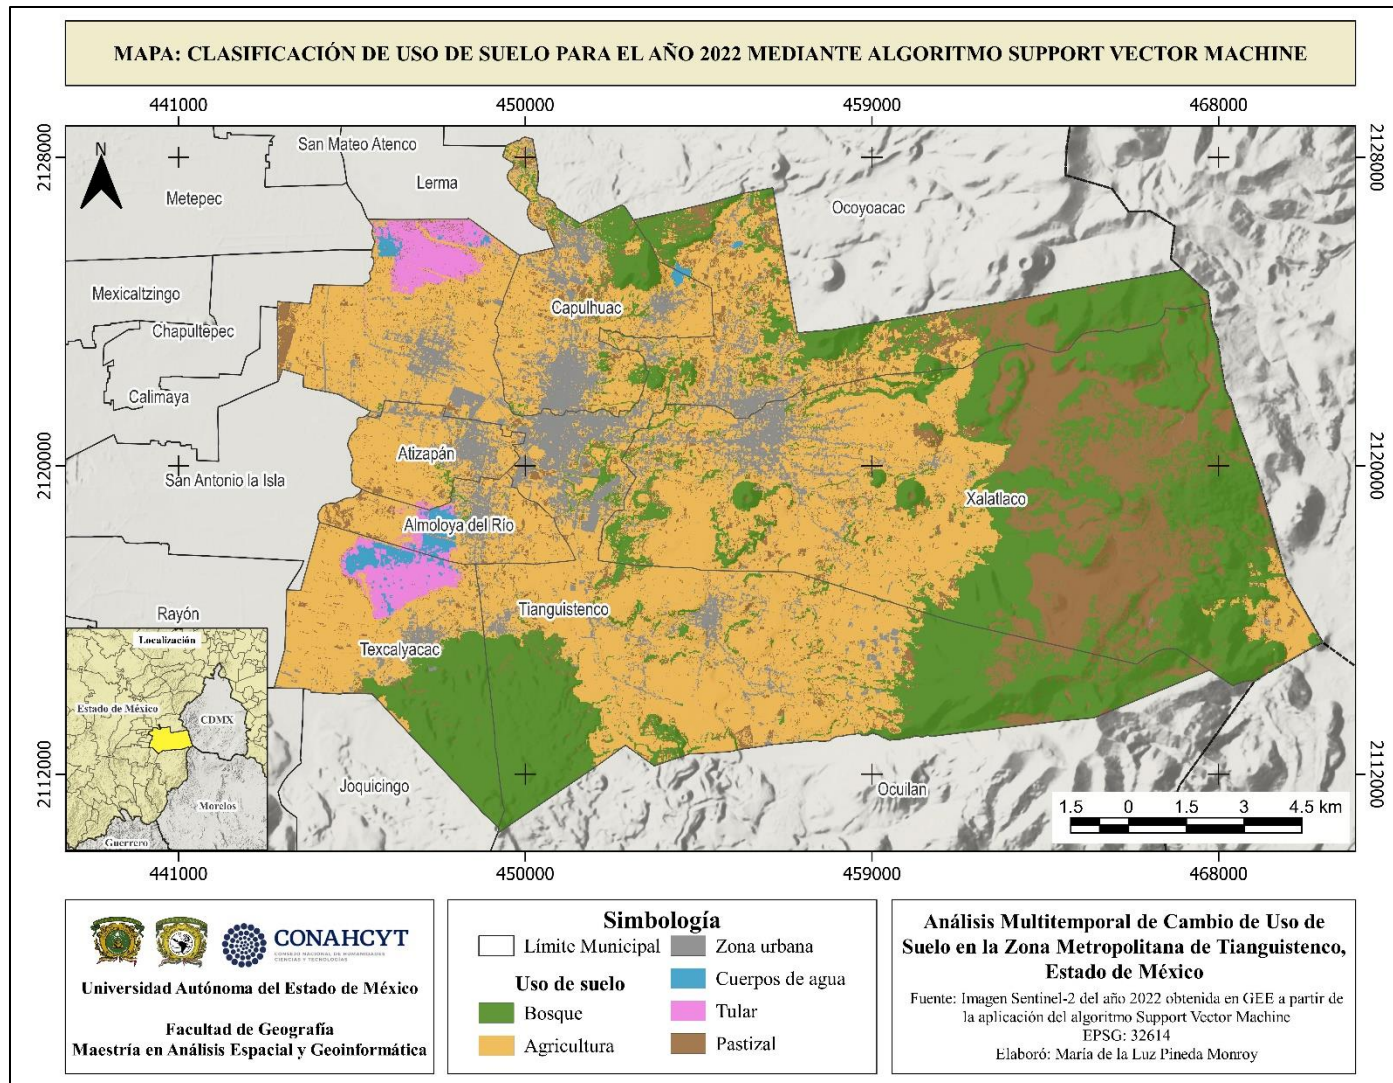 MAPA: CLASIFICACIÓN DE USO DE SUELO PARA EL AÑO 2022 MEDIANTE ALGORITMO SUPPORT VECTOR MACHINE
441000 450000 459000 468000
2128000 2128000
2120000 2120000
2112000 2112000
N
San Mateo Atenco
Lerma
Metepec
Ocoyoacac
Mexicaltzingo
Capulhuac
Chapultepec
Calimaya
Atizapán
San Antonio la Isla
Xalatlaco
Almoloya del Río
Tianguistenco
Rayón
Texcalyacac
Joquicingo
Ocuilan
Localización
Estado de México
CDMX
Morelos
Guerrero
1.5 0 1.5 3 4.5 km
441000 450000 459000 468000
CONAHCYT
CONSEJO NACIONAL DE HUMANIDADES
CIENCIAS Y TECNOLOGÍAS
Universidad Autónoma del Estado de México
Facultad de Geografía
Maestría en Análisis Espacial y Geoinformática
Simbología
Límite Municipal
Uso de suelo
Bosque
Agricultura
Zona urbana
Cuerpos de agua
Tular
Pastizal
Análisis Multitemporal de Cambio de Uso de
Suelo en la Zona Metropolitana de Tianguistenco,
Estado de México
Fuente: Imagen Sentinel-2 del año 2022 obtenida en GEE a partir de
la aplicación del algoritmo Support Vector Machine
EPSG: 32614
Elaboró: María de la Luz Pineda Monroy